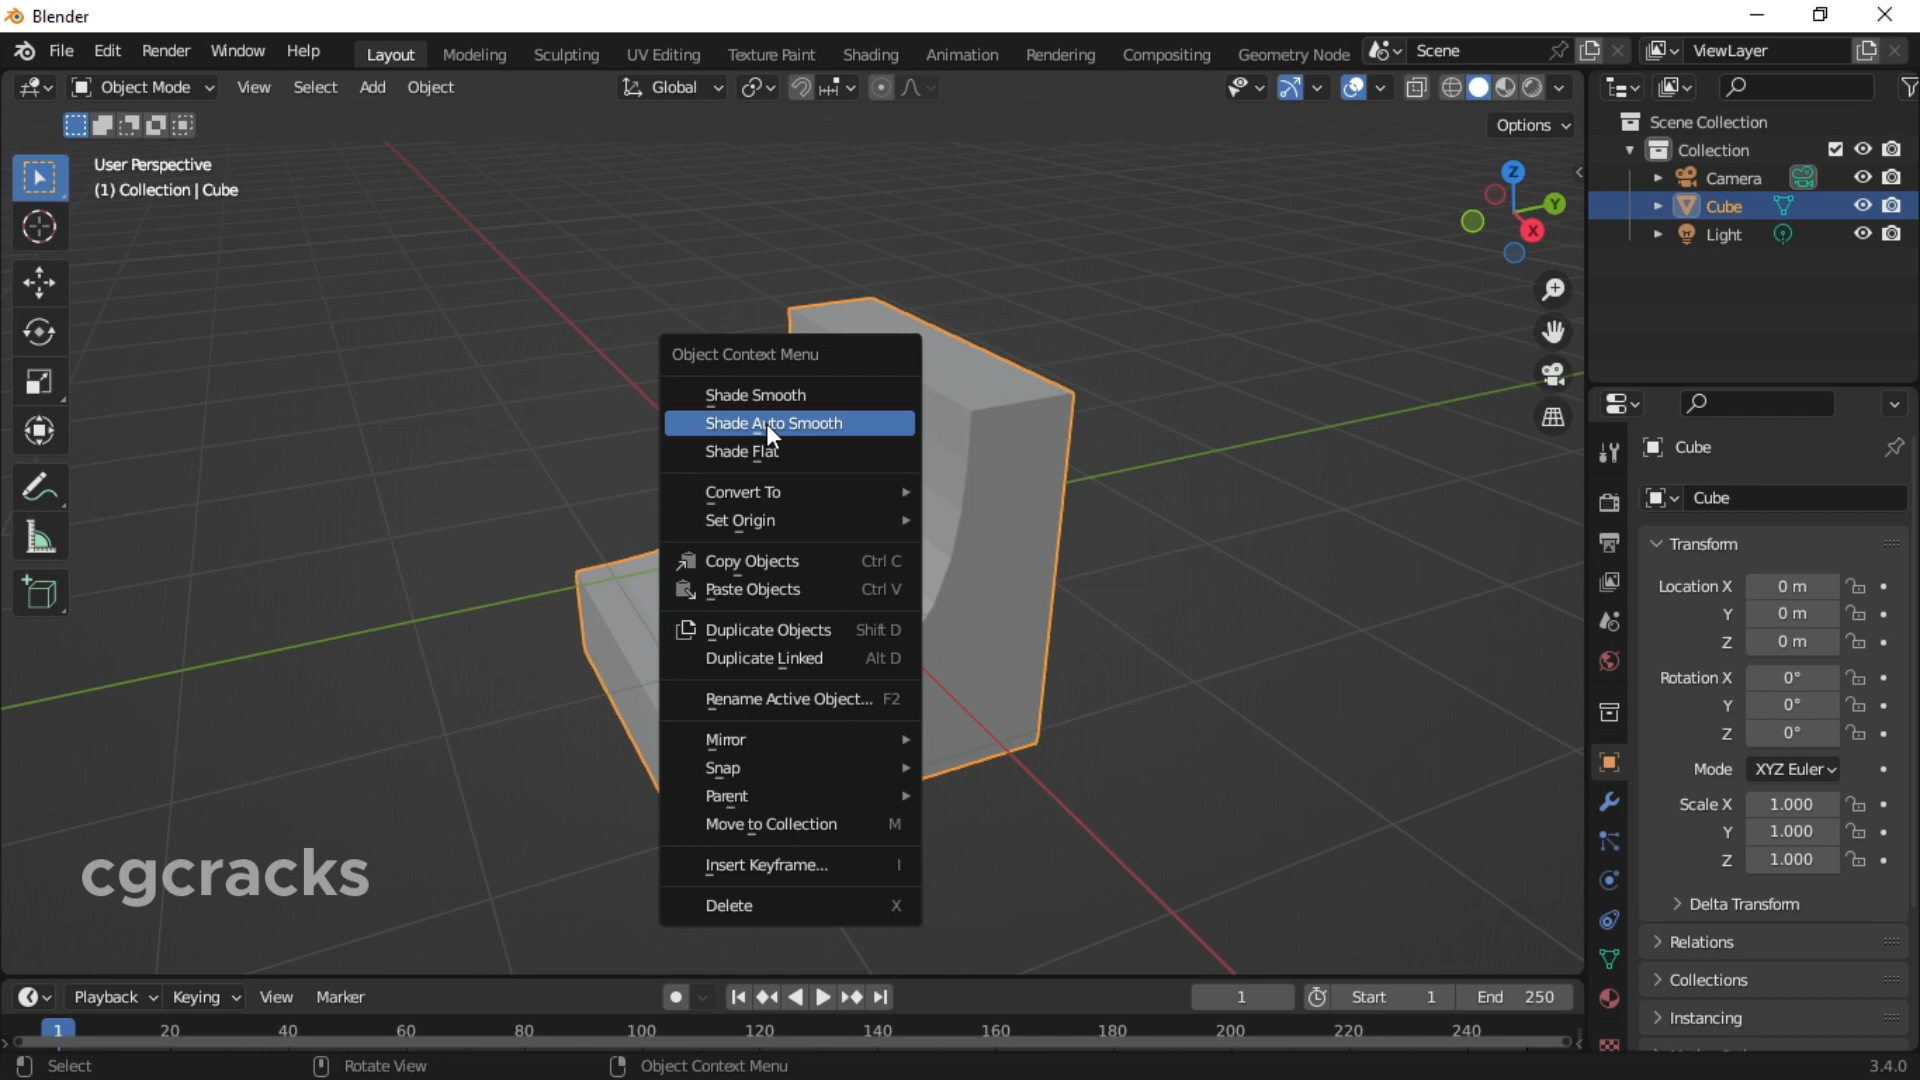 Blender
File Edit Render Window Help Layout Modeling Sculpting UV Editing Texture Paint Shading Animation Rendering Compositing Geometry Node Scene ViewLayer
Object Mode View Select Add Object Global
Options
User Perspective
(1) Collection | Cube
Z
Y
X
Scene Collection
Collection
Camera
Cube
Light
Object Context Menu
Shade Smooth
Shade Auto Smooth
Shade Flat
Convert To
Set Origin
Copy Objects Ctrl C
Paste Objects Ctrl V
Duplicate Objects Shift D
Duplicate Linked Alt D
Rename Active Object... F2
Mirror
Snap
Parent
Move to Collection M
Insert Keyframe... I
Delete X
Cube
Cube
Transform
Location X 0 m
Y 0 m
Z 0 m
Rotation X 0°
Y 0°
Z 0°
Mode XYZ Euler
Scale X 1.000
Y 1.000
Z 1.000
Delta Transform
Relations
Collections
Instancing
cgcracks
Playback Keying View Marker 1 Start 1 End 250
1 20 40 60 80 100 120 140 160 180 200 220 240
Select Rotate View Object Context Menu 3.4.0